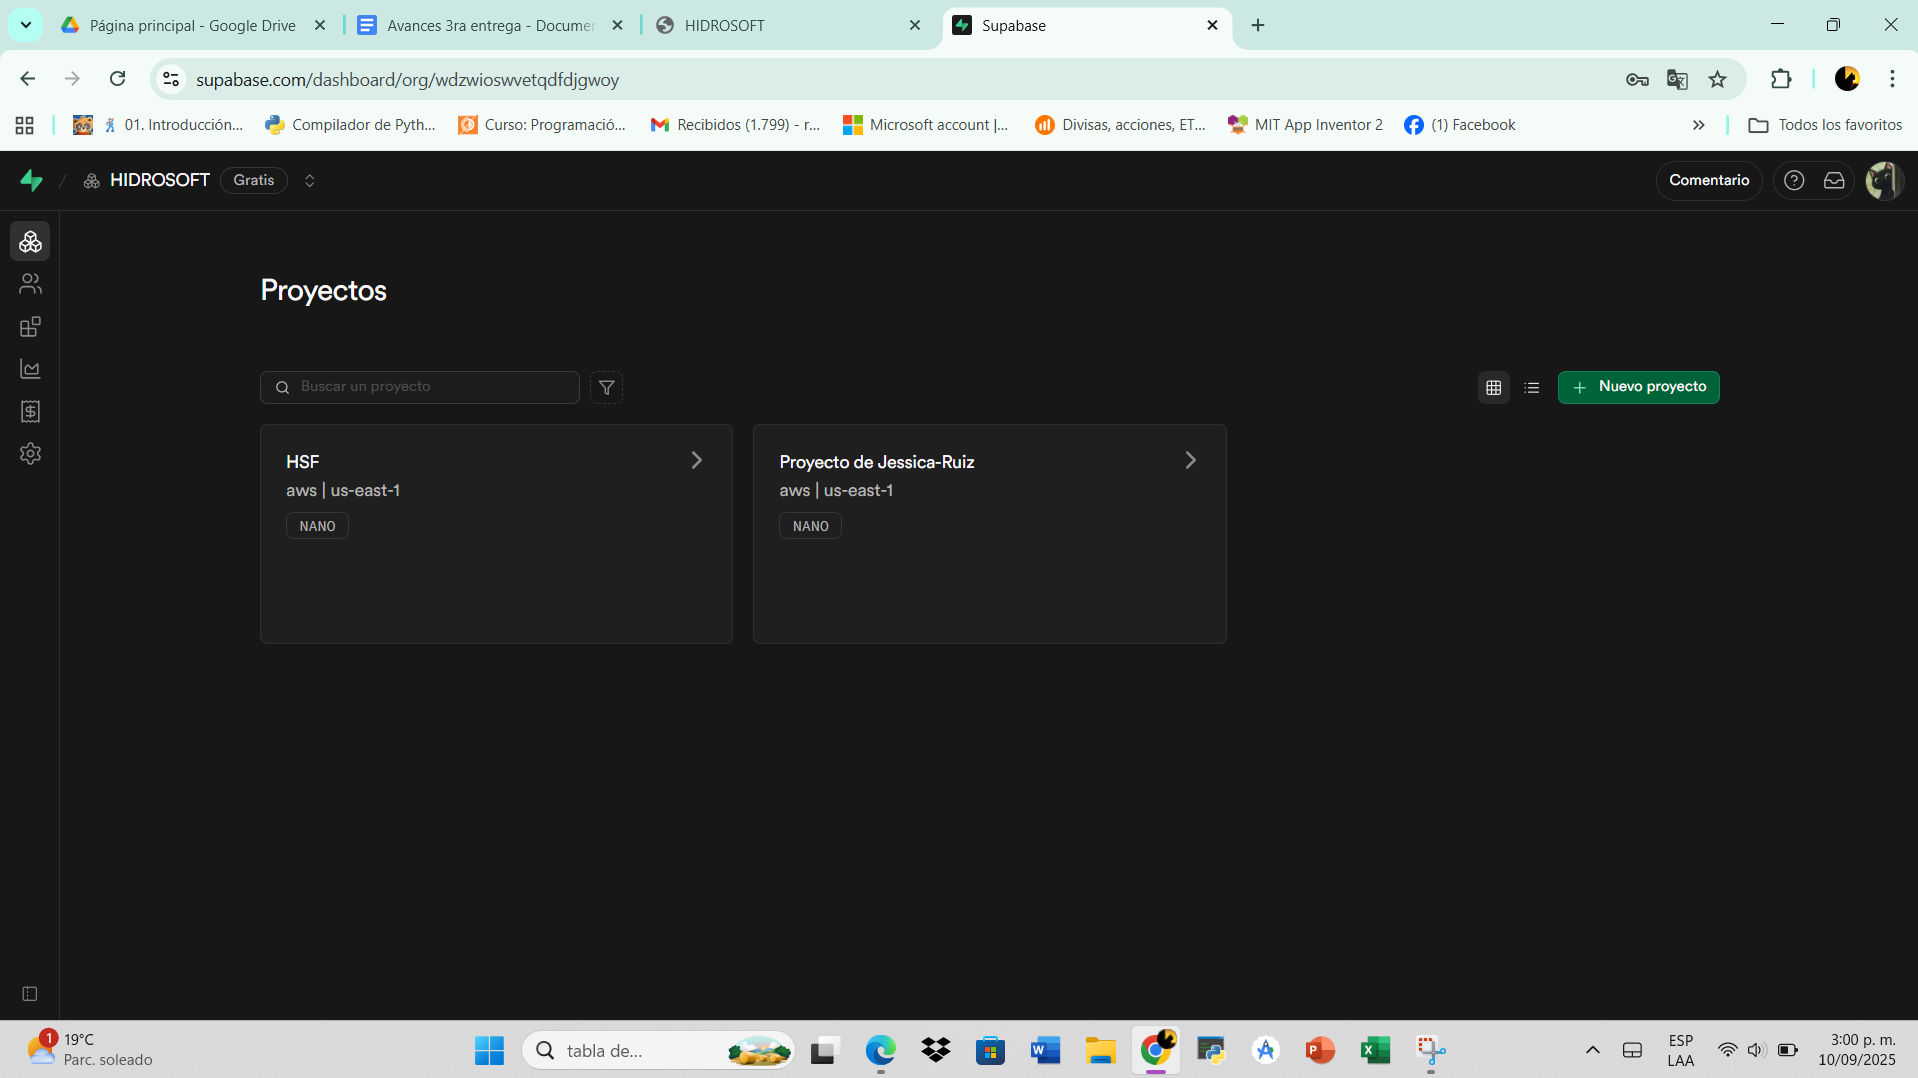 Página principal - Google Drive
Avances 3ra entrega - Documen
HIDROSOFT
Supabase
supabase.com/dashboard/org/wdzwioswvetqdfdjgwoy
01. Introducción...
Compilador de Pyth...
Curso: Programació...
Recibidos (1.799) - r...
Microsoft account |...
Divisas, acciones, ET...
MIT App Inventor 2
(1) Facebook
Todos los favoritos
HIDROSOFT
Gratis
Comentario
Proyectos
Buscar un proyecto
Nuevo proyecto
HSF
aws | us-east-1
NANO
Proyecto de Jessica-Ruiz
aws | us-east-1
NANO
1
19°C
Parc. soleado
tabla de...
ESP
LAA
3:00 p. m.
10/09/2025